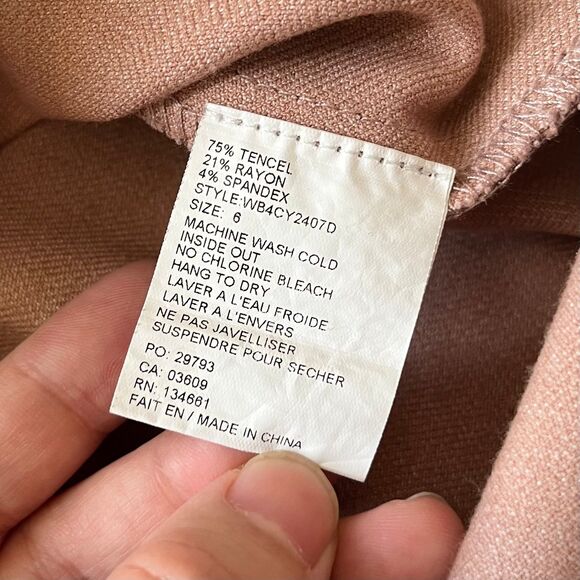 75% TENCEL
21% RAYON
4% SPANDEX
STYLE:WB4CY2407D
SIZE: 6
MACHINE WASH COLD
INSIDE OUT
NO CHLORINE BLEACH
HANG TO DRY
LAVER A L'EAU FROIDE
LAVER A L'ENVERS
NE PAS JAVELLISER
SUSPENDRE POUR SECHER
PO: 29793
CA: 03609
RN: 134661
FAIT EN / MADE IN CHINA